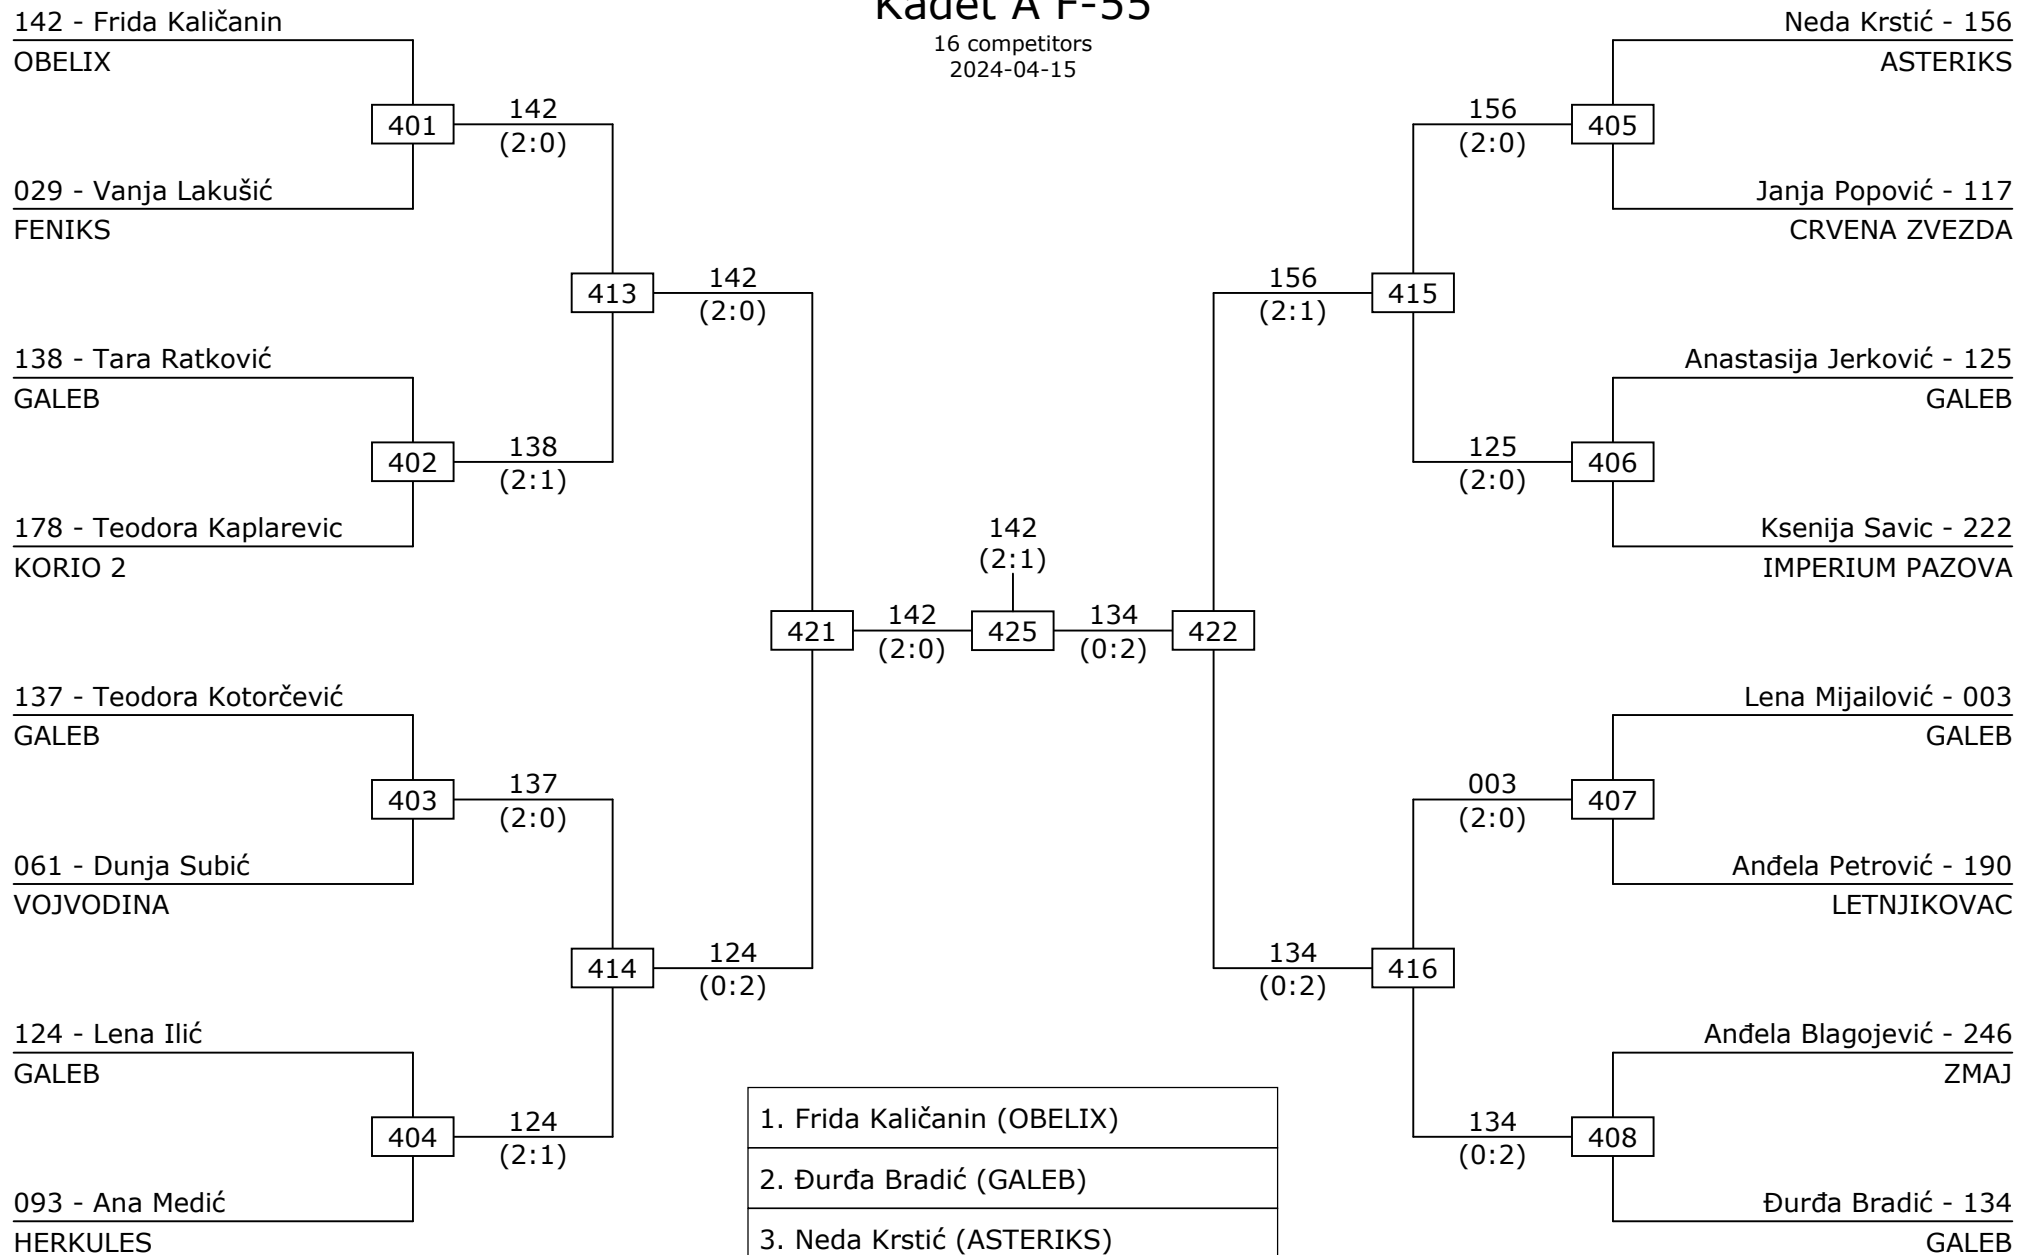 Kadet A F-55
16 competitors
2024-04-15
142 - Frida Kaličanin
OBELIX
401
142
(2:0)
029 - Vanja Lakušić
FENIKS
413
142
(2:0)
138 - Tara Ratković
GALEB
402
138
(2:1)
178 - Teodora Kaplarevic
KORIO 2
421
142
(2:0)
137 - Teodora Kotorčević
GALEB
403
137
(2:0)
061 - Dunja Subić
VOJVODINA
414
124
(0:2)
124 - Lena Ilić
GALEB
404
124
(2:1)
093 - Ana Medić
HERKULES
142
(2:1)
425
Neda Krstić - 156
ASTERIKS
156
(2:0)
405
Janja Popović - 117
CRVENA ZVEZDA
156
(2:1)
415
Anastasija Jerković - 125
GALEB
125
(2:0)
406
Ksenija Savic - 222
IMPERIUM PAZOVA
134
(0:2)
422
Lena Mijailović - 003
GALEB
003
(2:0)
407
Anđela Petrović - 190
LETNJIKOVAC
134
(0:2)
416
Anđela Blagojević - 246
ZMAJ
134
(0:2)
408
Đurđa Bradić - 134
GALEB
1. Frida Kaličanin (OBELIX)
2. Đurđa Bradić (GALEB)
3. Neda Krstić (ASTERIKS)